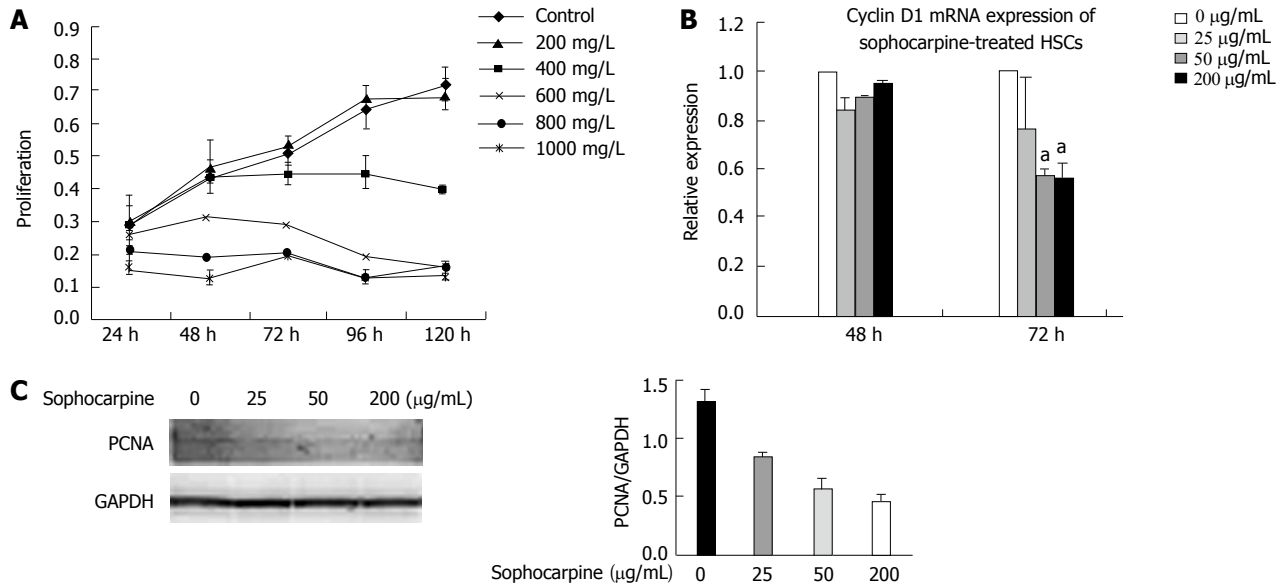 A
Control
200 mg/L
400 mg/L
600 mg/L
800 mg/L
1000 mg/L
Proliferation
0.9
0.8
0.7
0.6
0.5
0.4
0.3
0.2
0.1
0.0
24 h 48 h 72 h 96 h 120 h
B
Cyclin D1 mRNA expression of
sophocarpine-treated HSCs
0 μg/mL
25 μg/mL
50 μg/mL
200 μg/mL
Relative expression
1.0
0.8
0.6
0.4
0.2
0.0
a a
48 h 72 h
C
Sophocarpine 0 25 50 200 (μg/mL)
PCNA
GAPDH
PCNA/GAPDH
1.5
1.0
0.5
0.0
Sophocarpine (μg/mL) 0 25 50 200